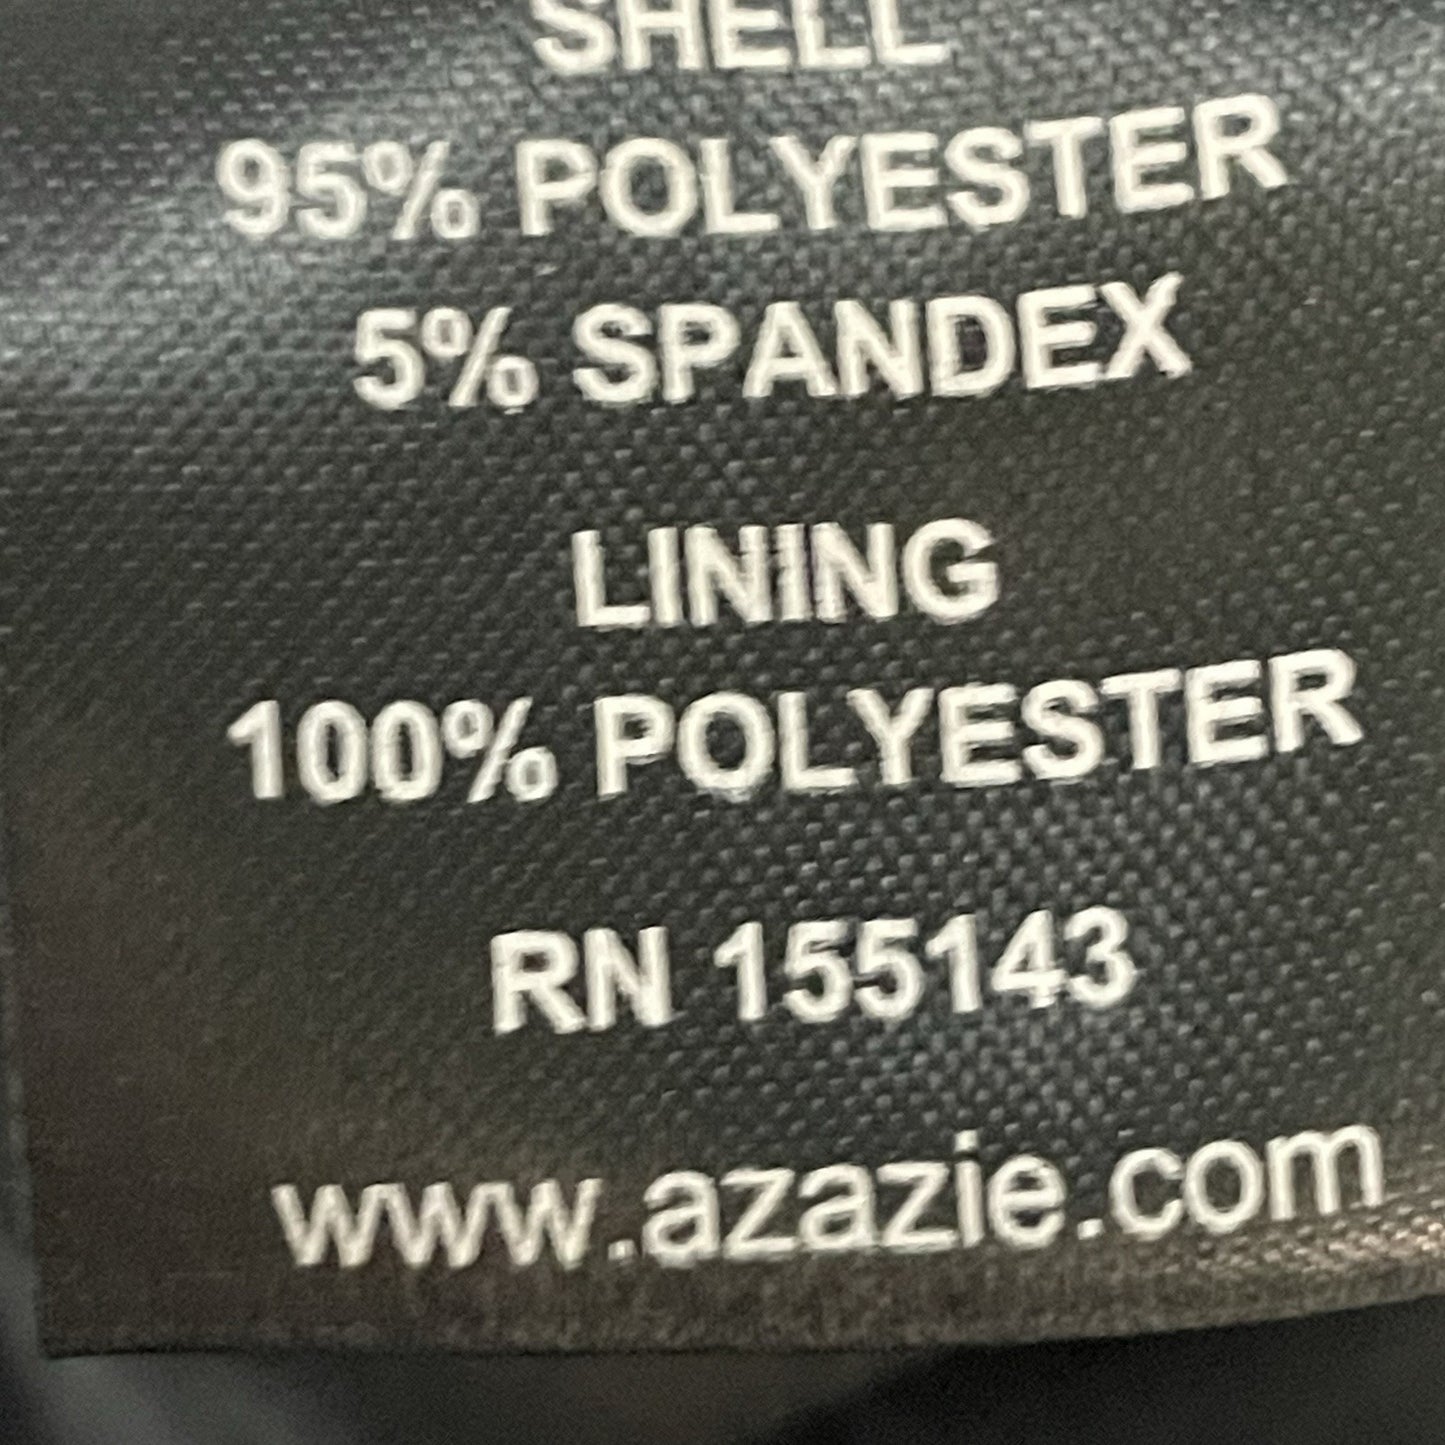 SHELL
95% POLYESTER
5% SPANDEX
LINING
100% POLYESTER
RN 155143
www.azazie.com